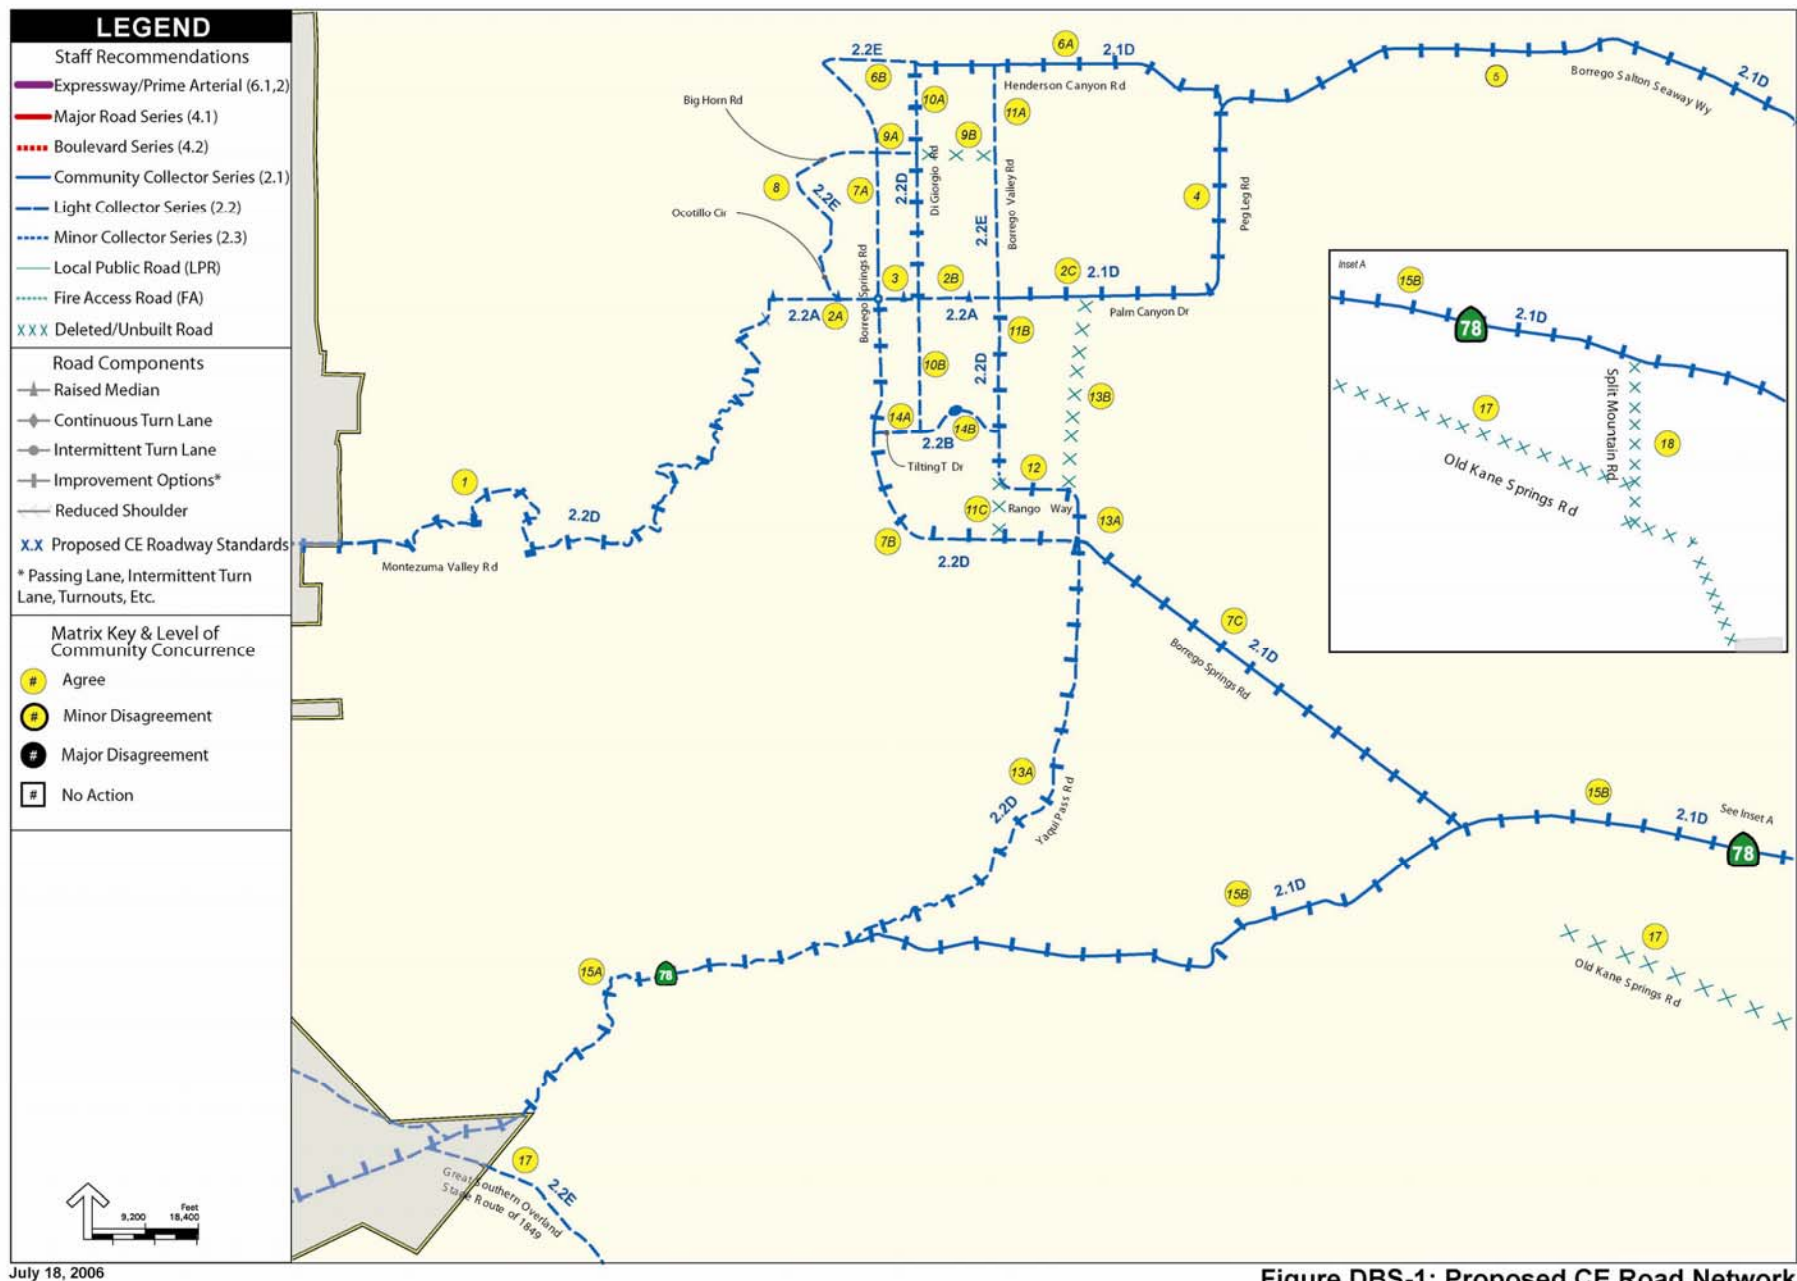 LEGEND
Staff Recommendations
Expressway/Prime Arterial (6.1,2)
Major Road Series (4.1)
Boulevard Series (4.2)
Community Collector Series (2.1)
Light Collector Series (2.2)
Minor Collector Series (2.3)
Local Public Road (LPR)
Fire Access Road (FA)
XXX Deleted/Unbuilt Road
Road Components
Raised Median
Continuous Turn Lane
Intermittent Turn Lane
Improvement Options*
Reduced Shoulder
X.X Proposed CE Roadway Standards
* Passing Lane, Intermittent Turn
Lane, Turnouts, Etc.
Matrix Key & Level of
Community Concurrence
# Agree
# Minor Disagreement
# Major Disagreement
# No Action
Feet
9,200 18,400
July 18, 2006
2.2E
6B
6A
2.1D
Henderson Canyon Rd
5
Borrego Salton Seaway Wy
2.1D
Big Horn Rd
10A
11A
9A
9B
8
2.2E
7A
2.2D
Di Giorgio Rd
2.2E
Borrego Valley Rd
4
Peg Leg Rd
Ocotillo Cir
Borrego Springs Rd
3
2B
2C
2.1D
2.2A
2A
2.2A
Palm Canyon Dr
11B
10B
2.2D
13B
14A
2.2B
14B
Tilting T Dr
12
1
2.2D
Montezuma Valley Rd
11C
Rango Way
13A
7B
2.2D
7C
2.1D
Borrego Springs Rd
13A
2.2D
Yaqui Pass Rd
15B
2.1D
See Inset A
78
15B
2.1D
15A
78
17
Old Kane Springs Rd
17
2.2E
Great Southern Overland
Stage Route of 1849
Inset A
15B
78
2.1D
17
Split Mountain Rd
18
Old Kane Springs Rd
Figure DBS-1: Proposed CE Road Network